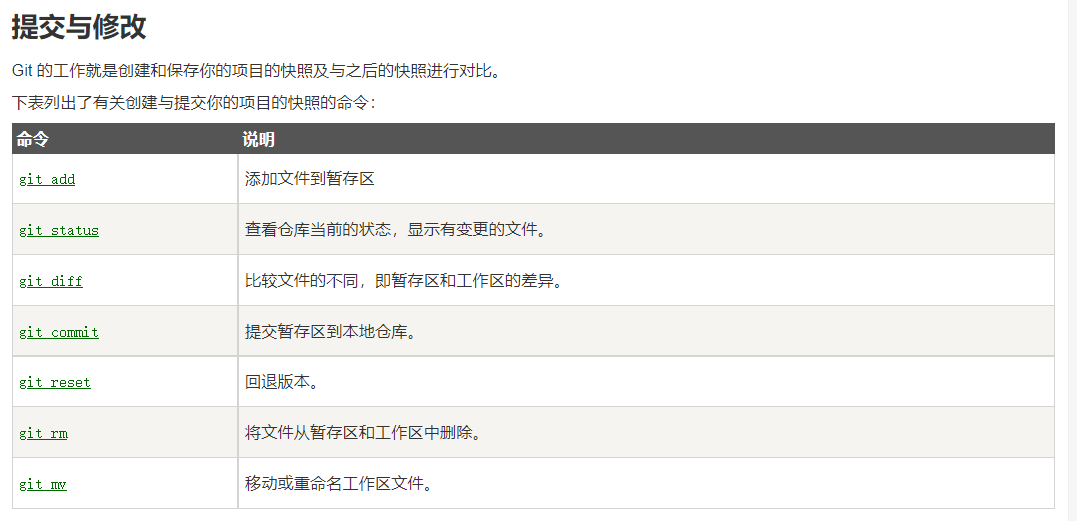 提交与修改
Git 的工作就是创建和保存你的项目的快照及与之后的快照进行对比。
下表列出了有关创建与提交你的项目的快照的命令：
命令 说明
git add 添加文件到暂存区
git status 查看仓库当前的状态，显示有变更的文件。
git diff 比较文件的不同，即暂存区和工作区的差异。
git commit 提交暂存区到本地仓库。
git reset 回退版本。
git rm 将文件从暂存区和工作区中删除。
git mv 移动或重命名工作区文件。